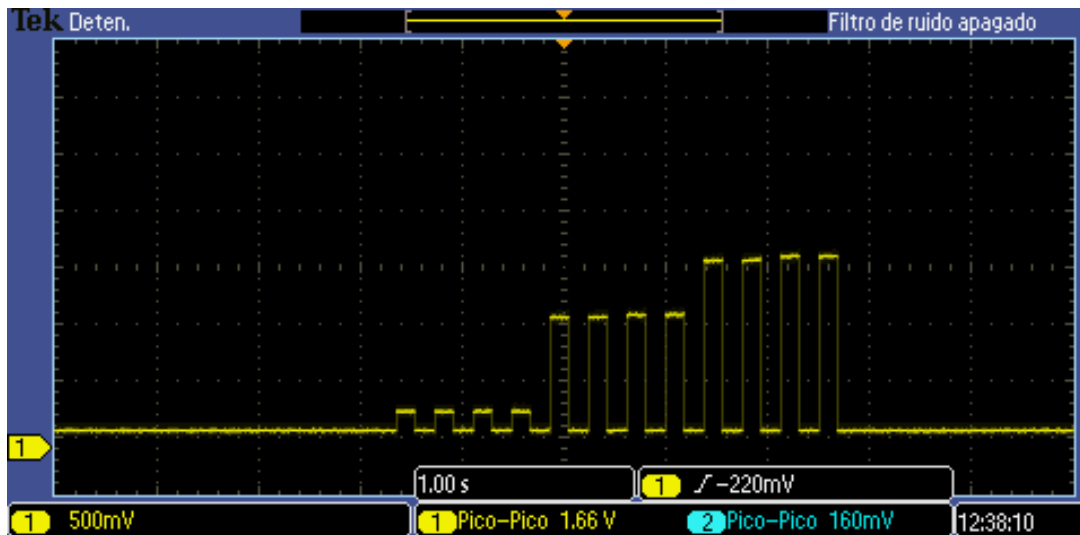 Tek Deten. Filtro de ruido apagado
1
1.00 s 1 -220mV
1 500mV 1 Pico-Pico 1.66 V 2 Pico-Pico 160mV 12:38:10